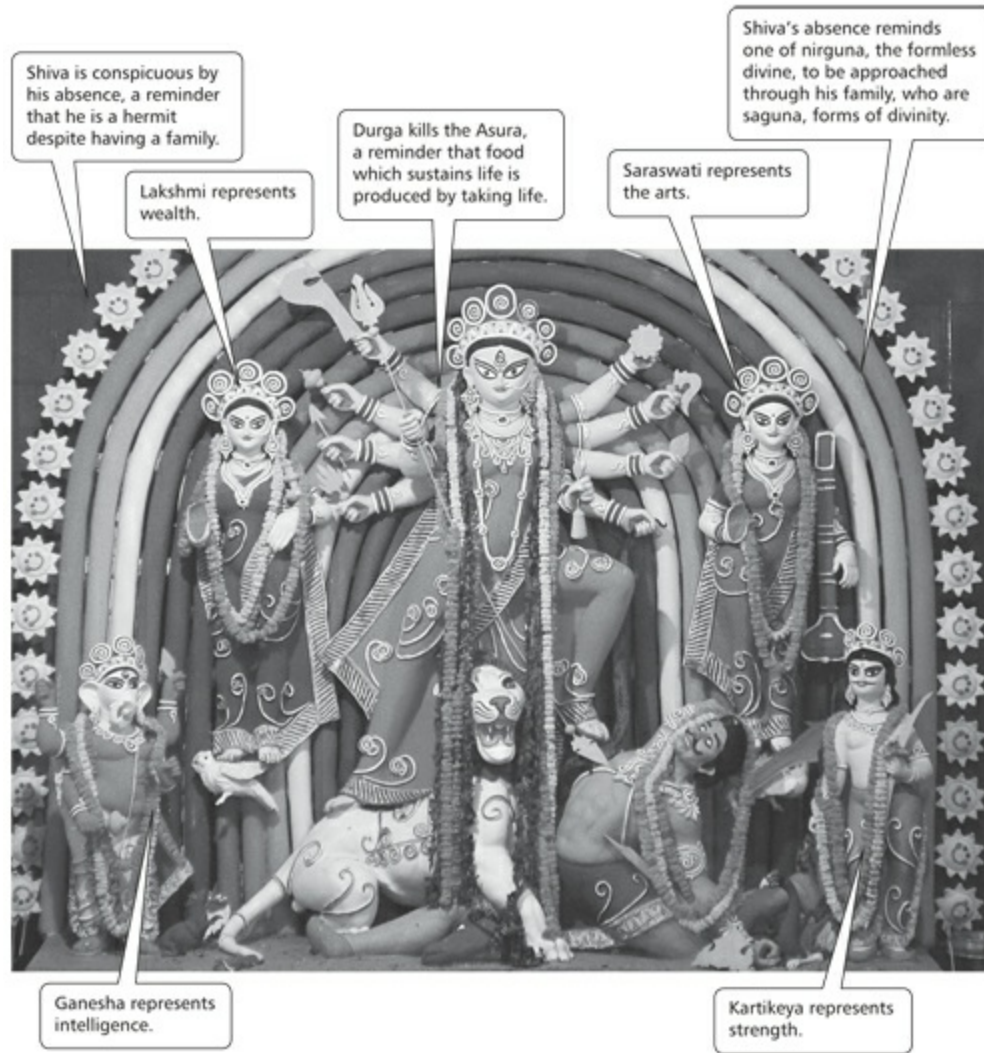 Shiva is conspicuous by
his absence, a reminder
that he is a hermit
despite having a family.
Lakshmi represents
wealth.
Durga kills the Asura,
a reminder that food
which sustains life is
produced by taking life.
Saraswati represents
the arts.
Shiva's absence reminds
one of nirguna, the formless
divine, to be approached
through his family, who are
saguna, forms of divinity.
Ganesha represents
intelligence.
Kartikeya represents
strength.